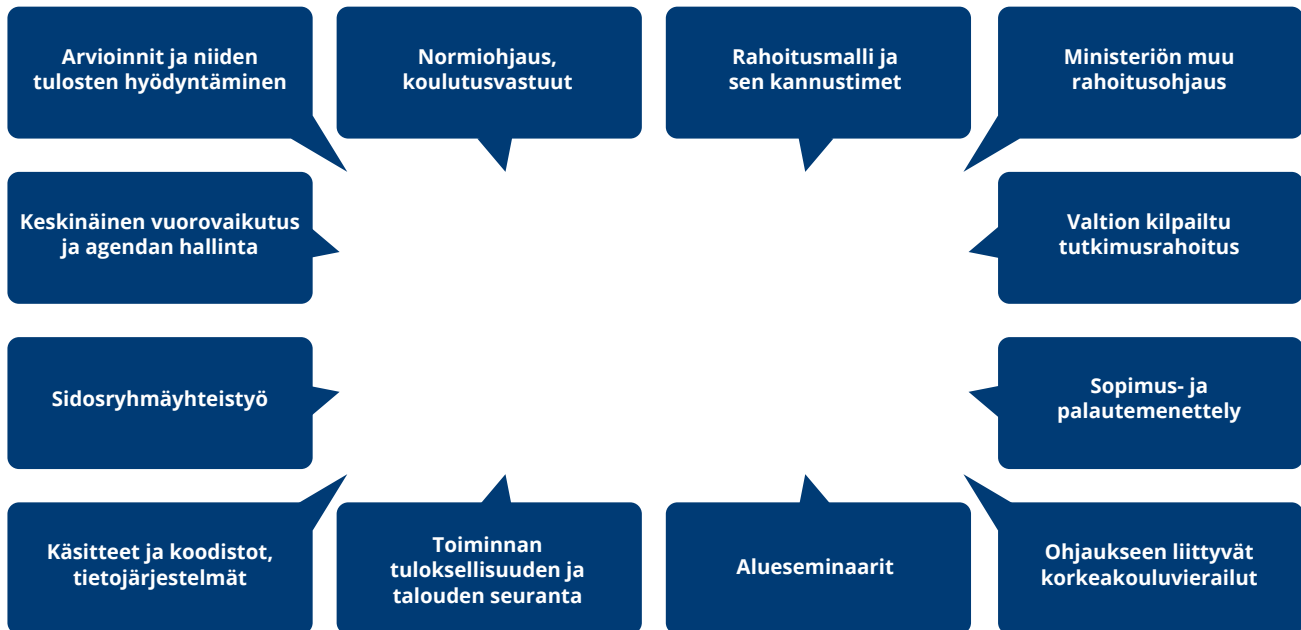 Arvioinnit ja niiden
tulosten hyödyntäminen
Normiohjaus,
koulutusvastuut
Rahoitusmalli ja
sen kannustimet
Ministeriön muu
rahoitusohjaus
Keskinäinen vuorovaikutus
ja agendan hallinta
Valtion kilpailtu
tutkimusrahoitus
Sidosryhmäyhteistyö
Sopimus- ja
palautemenettely
Käsitteet ja koodistot,
tietojärjestelmät
Toiminnan
tuloksellisuuden ja
talouden seuranta
Alueseminaarit
Ohjaukseen liittyvät
korkeakouluvierailut